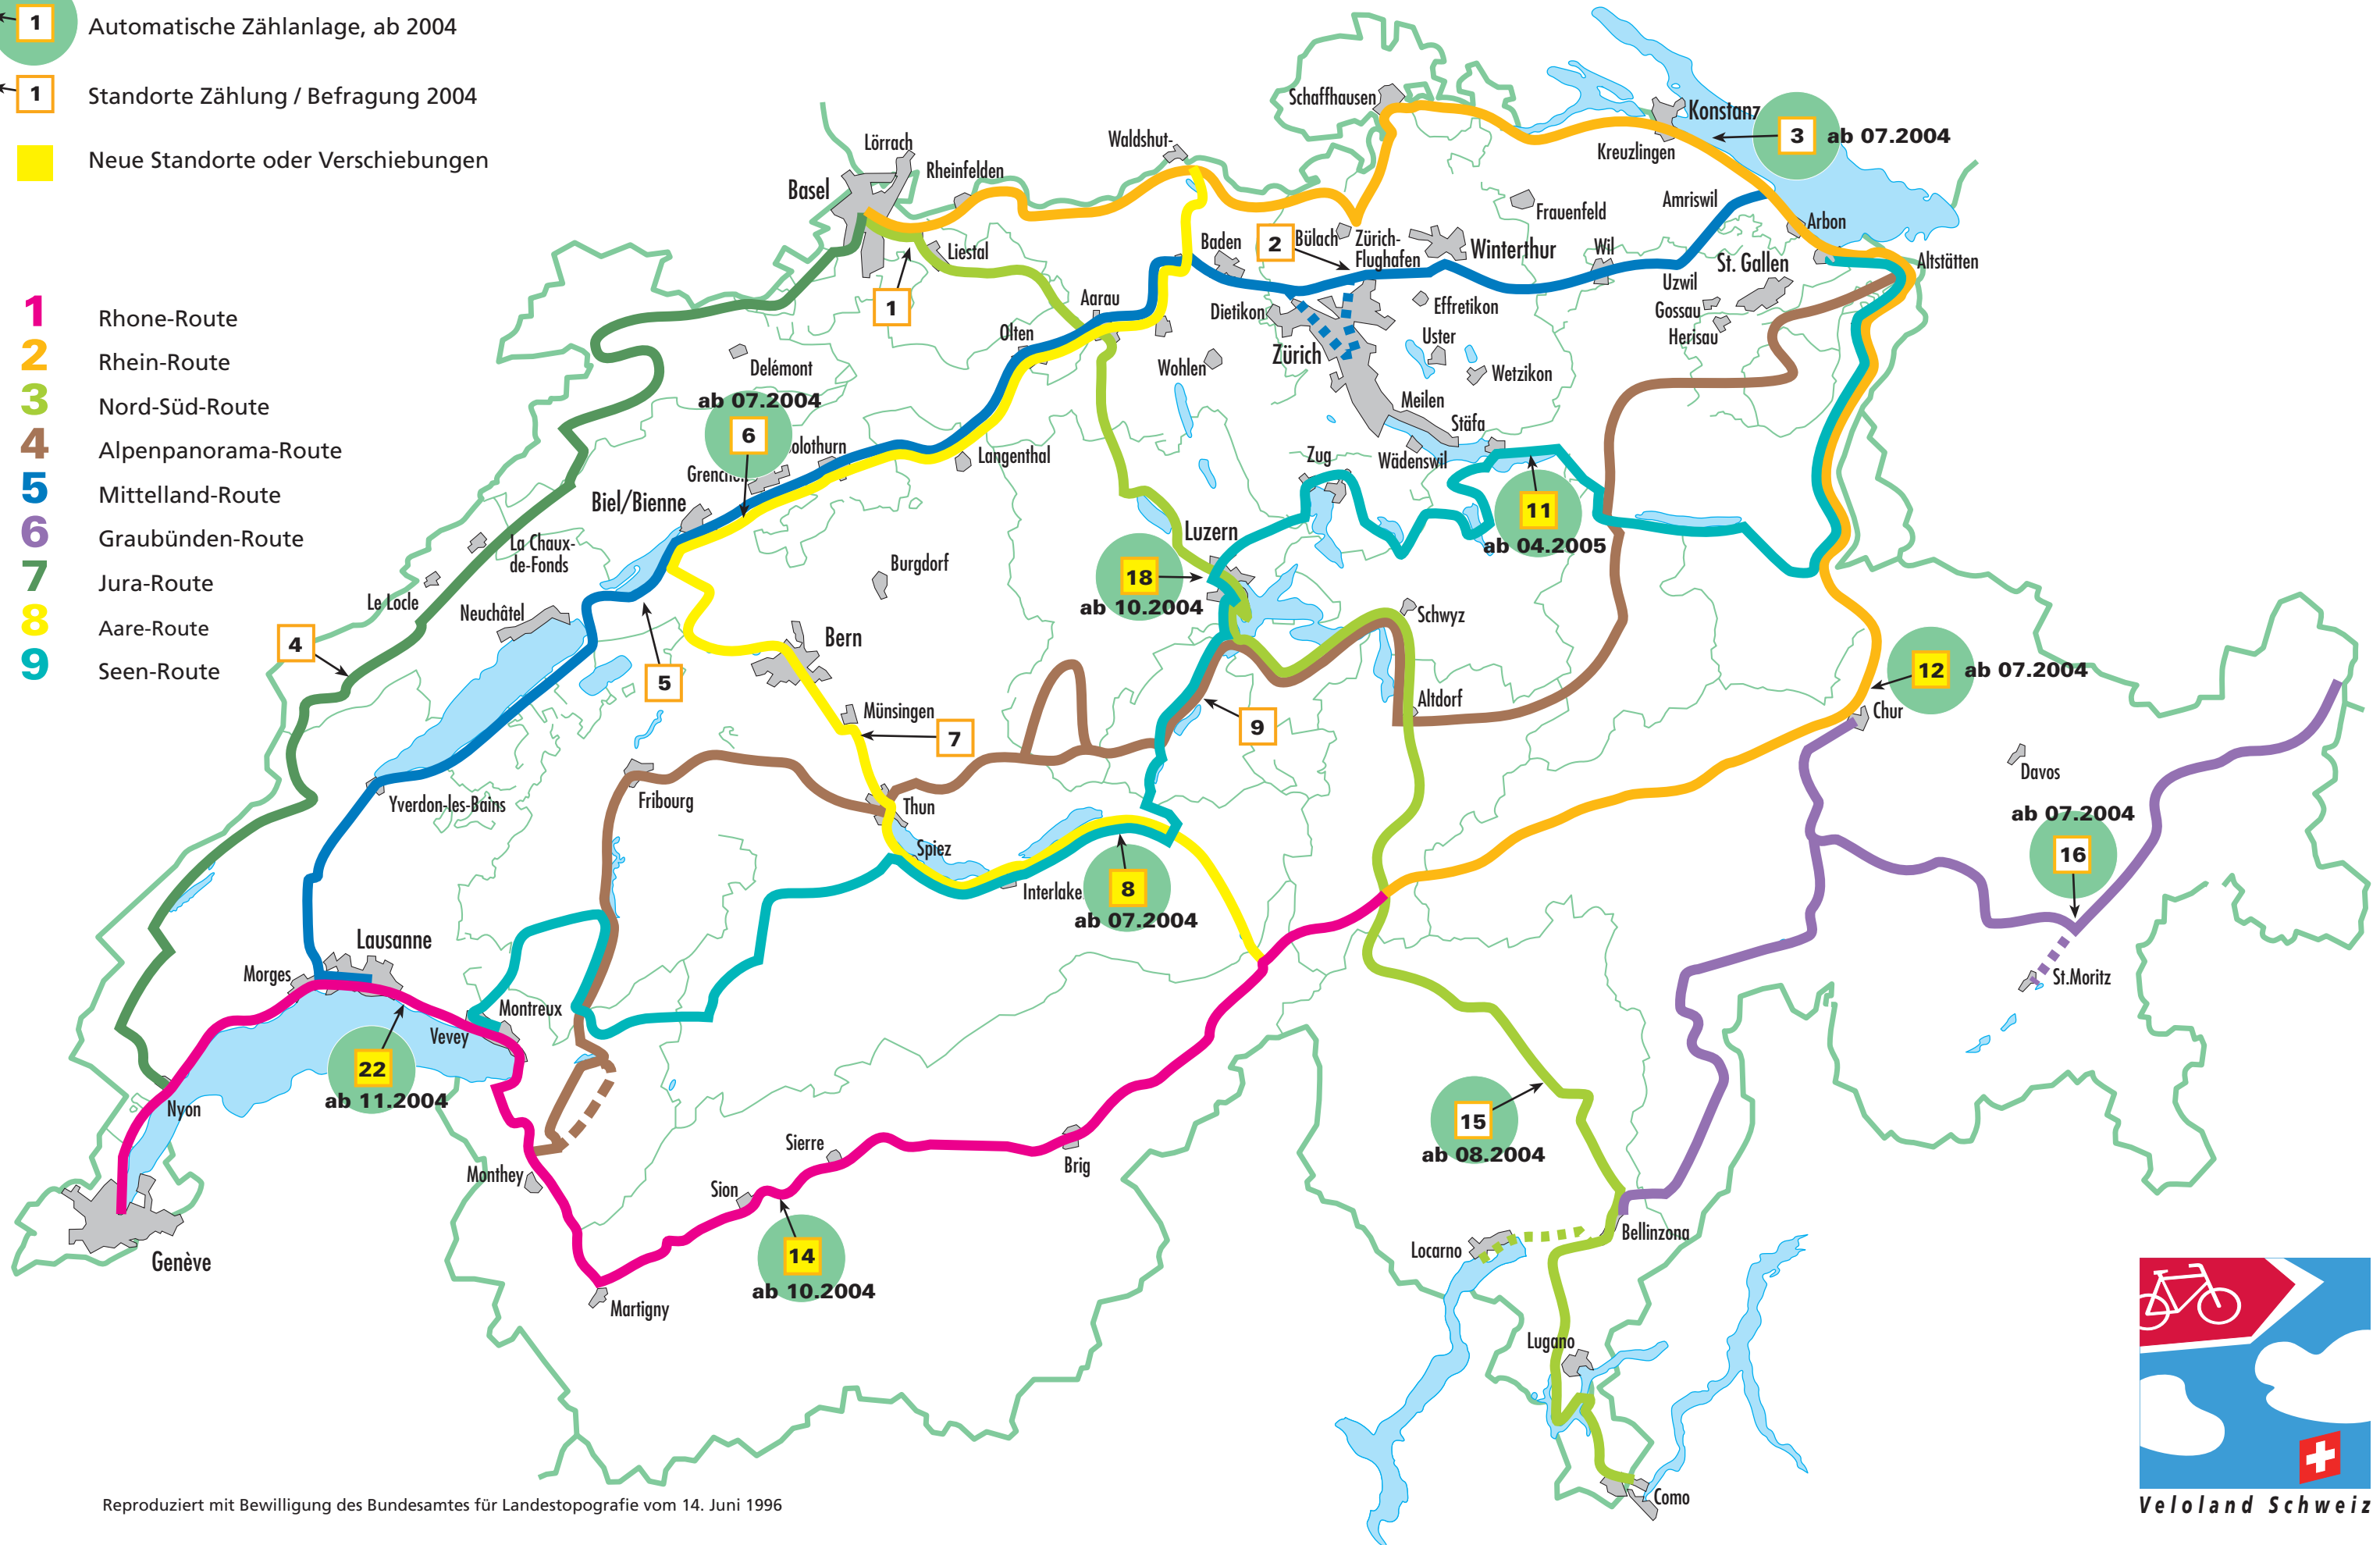 1
Automatische Zählanlage, ab 2004
1
Standorte Zählung / Befragung 2004
Neue Standorte oder Verschiebungen
1 Rhone-Route
2 Rhein-Route
3 Nord-Süd-Route
4 Alpenpanorama-Route
5 Mittelland-Route
6 Graubünden-Route
7 Jura-Route
8 Aare-Route
9 Seen-Route
Schaffhausen
Konstanz
3 ab 07.2004
Kreuzlingen
Lörrach
Waldshut-
Rheinfelden
Basel
Frauenfeld
Amriswil
Arbon
Liestal
Baden
2
Bülach
Zürich-
Flughafen
Winterthur
Wil
St. Gallen
Altstätten
Uzwil
1
Aarau
Dietikon
Effretikon
Gossau
Herisau
Olten
Uster
Zürich
Delémont
Wohlen
Wetzikon
ab 07.2004
6
Meilen
Stäfa
olothurn
Langenthal
Zug
Wädenswil
Grenchen
Biel/Bienne
11
ab 04.2005
La Chaux-
de-Fonds
Luzern
Burgdorf
18
ab 10.2004
Le Locle
Neuchâtel
Schwyz
4
Bern
5
12 ab 07.2004
Altdorf
Chur
Münsingen
7
9
Davos
Yverdon-les-Bains
Fribourg
Thun
ab 07.2004
16
Spiez
Interlake
8
ab 07.2004
Lausanne
Morges
St.Moritz
Montreux
Vevey
22
ab 11.2004
Nyon
15
ab 08.2004
Sierre
Brig
Monthey
Sion
Bellinzona
Locarno
Genève
14
ab 10.2004
Martigny
Lugano
Como
Reproduziert mit Bewilligung des Bundesamtes für Landestopografie vom 14. Juni 1996
Veloland Schweiz